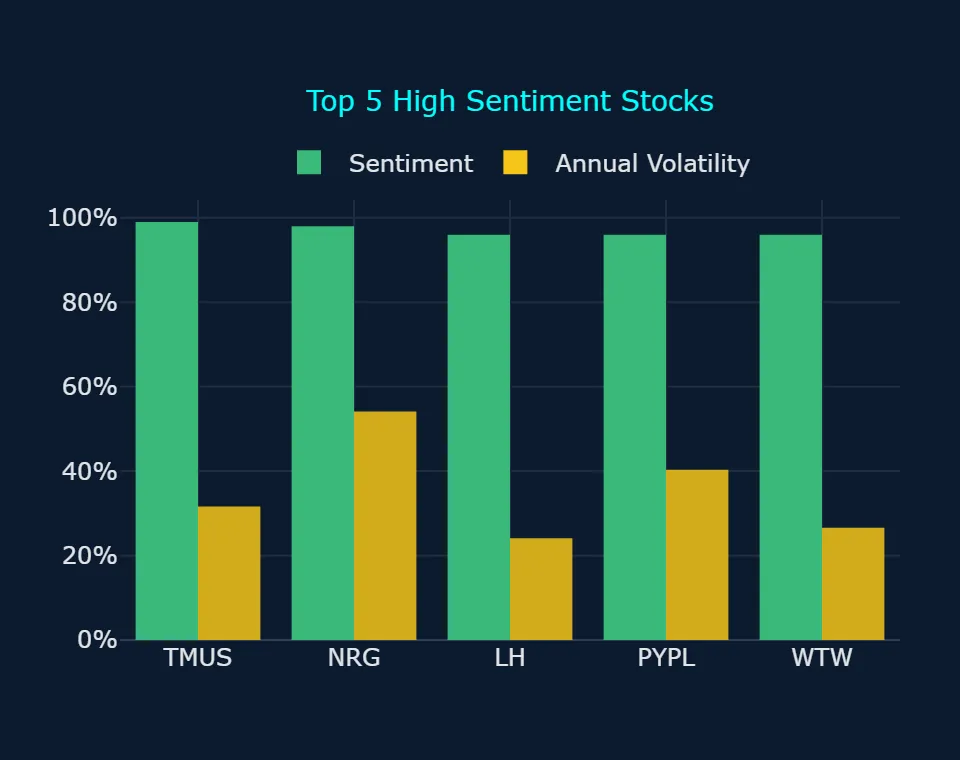 Top 5 High Sentiment Stocks
Sentiment Annual Volatility
100%
80%
60%
40%
20%
0%
TMUS NRG LH PYPL WTW